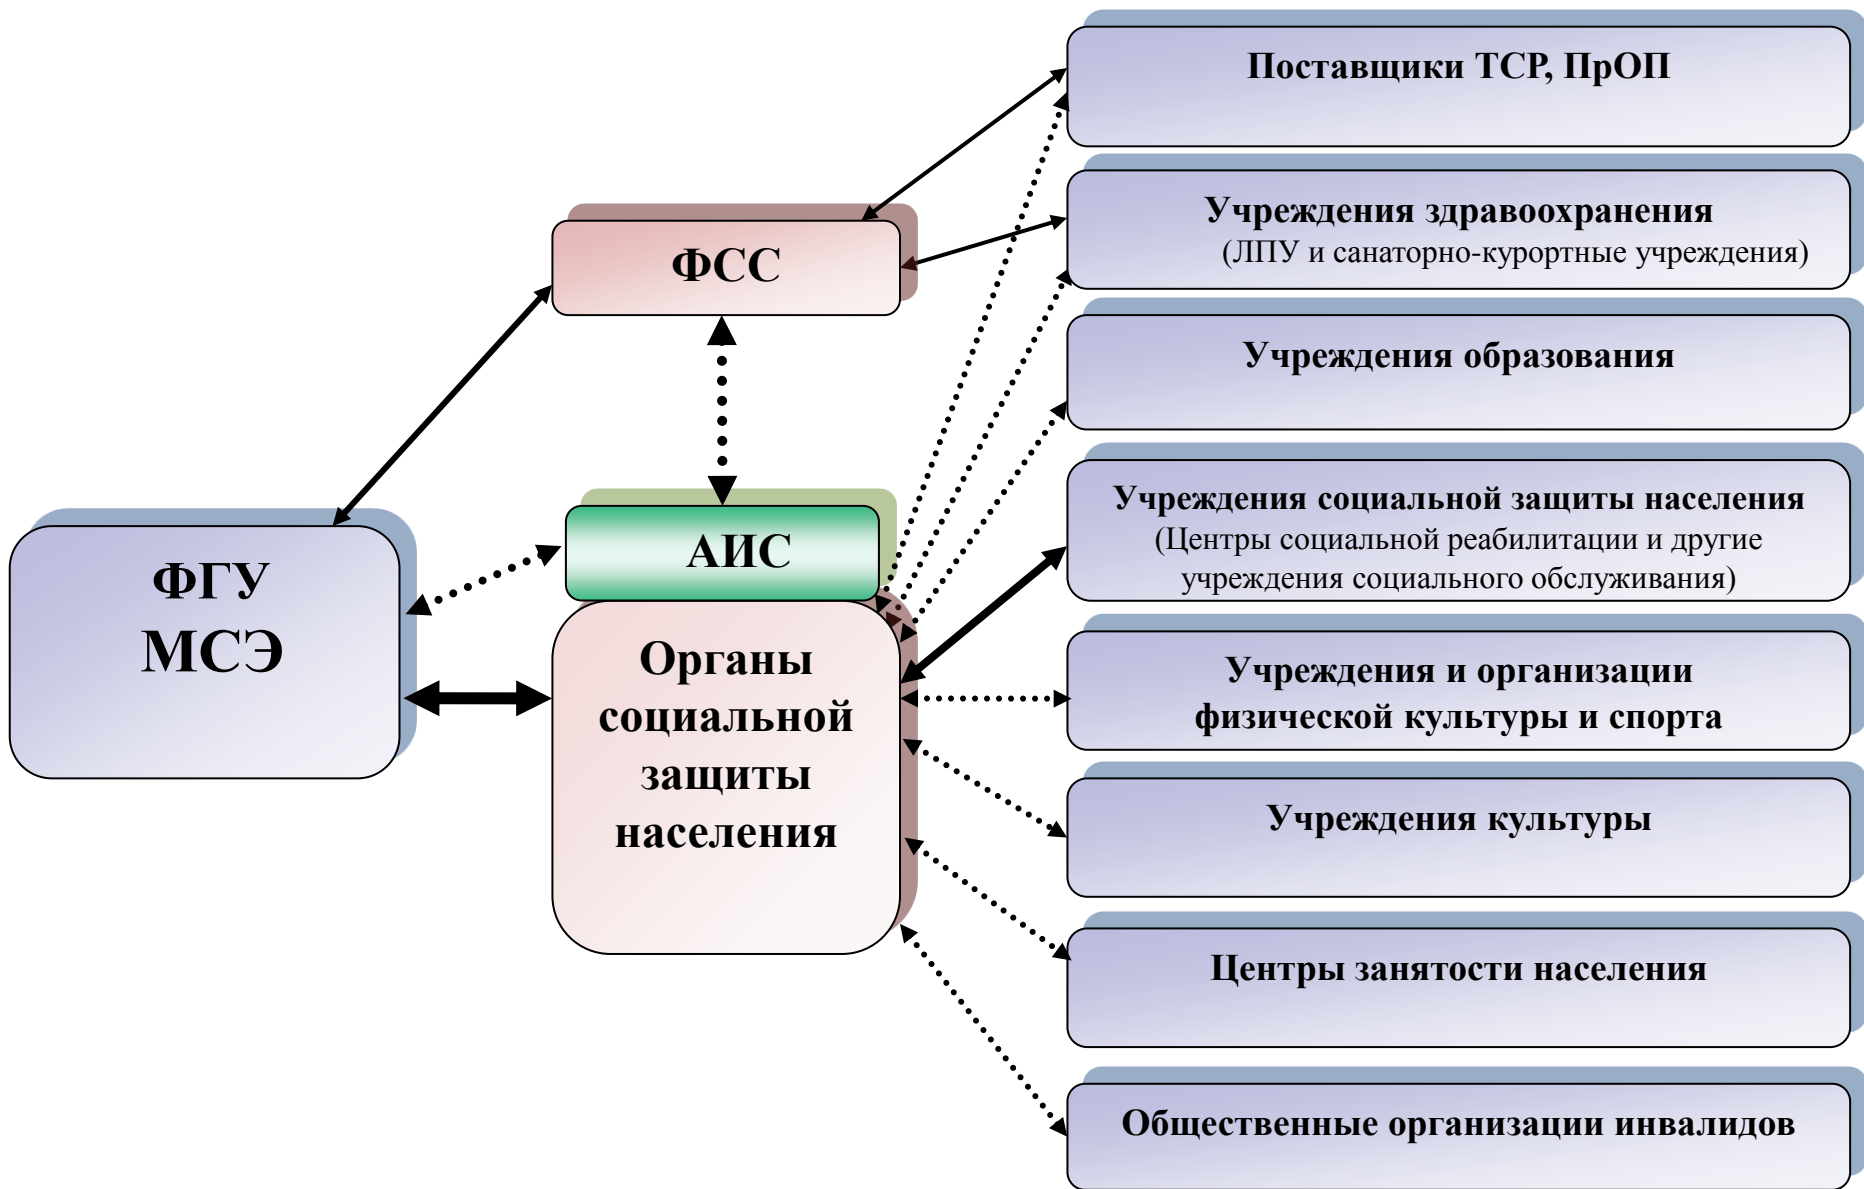 Поставщики ТСР, ПрОП
Учреждения здравоохранения
(ЛПУ и санаторно-курортные учреждения)
ФСС
Учреждения образования
Учреждения социальной защиты населения
(Центры социальной реабилитации и другие
учреждения социального обслуживания)
АИС
ФГУ
МСЭ
Органы
социальной
защиты
населения
Учреждения и организации
физической культуры и спорта
Учреждения культуры
Центры занятости населения
Общественные организации инвалидов